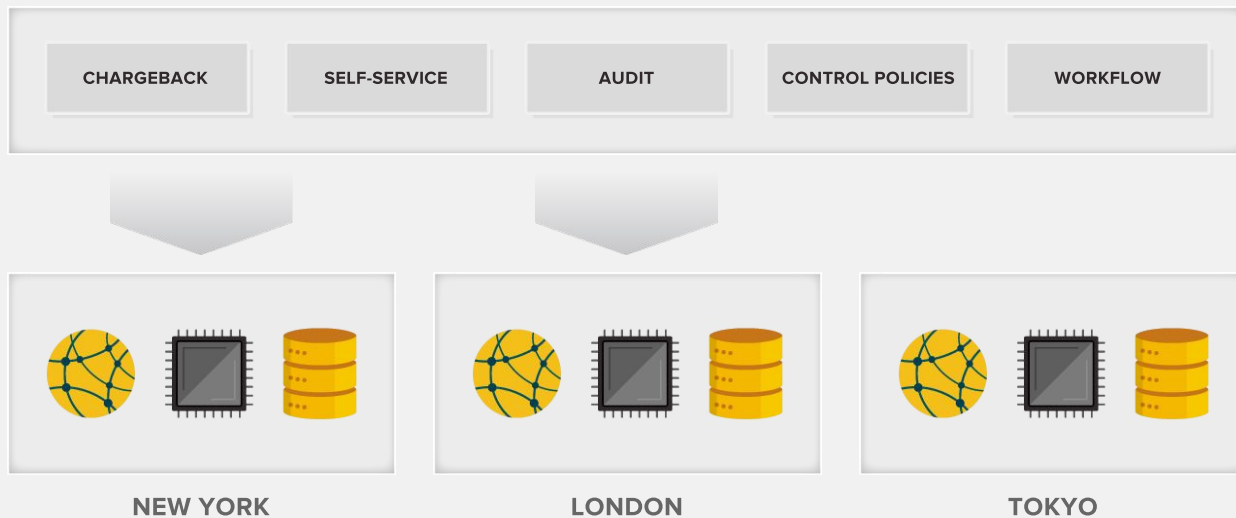 CHARGEBACK
SELF-SERVICE
AUDIT
CONTROL POLICIES
WORKFLOW
NEW YORK
LONDON
TOKYO